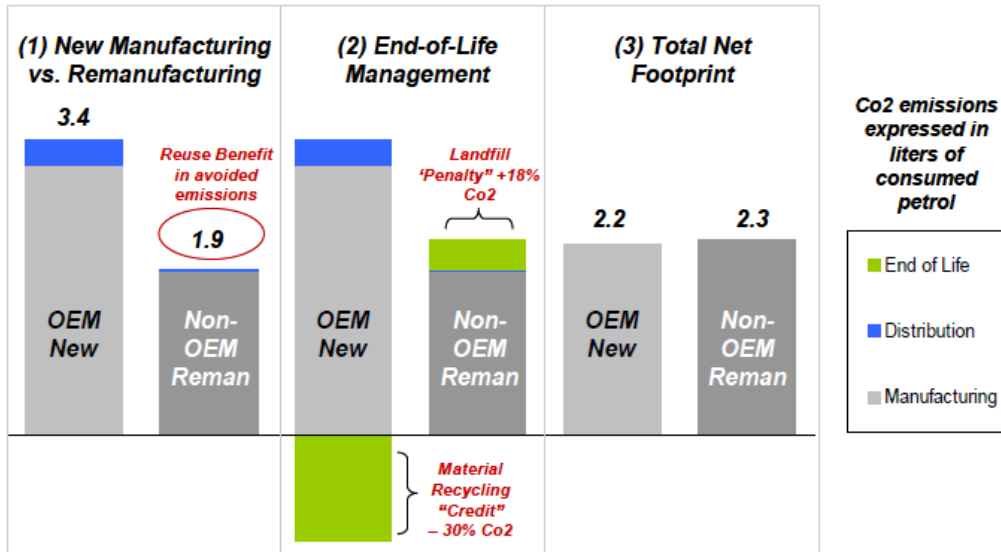 (1) New Manufacturing
vs. Remanufacturing
3.4
Reuse Benefit
in avoided
emissions
1.9
OEM
New
Non-
OEM
Reman
(2) End-of-Life
Management
Landfill
‘Penalty” +18%
Co2
OEM
New
Non-
OEM
Reman
Material
Recycling
“Credit”
– 30% Co2
(3) Total Net
Footprint
2.2
2.3
OEM
New
Non-
OEM
Reman
Co2 emissions
expressed in
liters of
consumed
petrol
End of Life
Distribution
Manufacturing